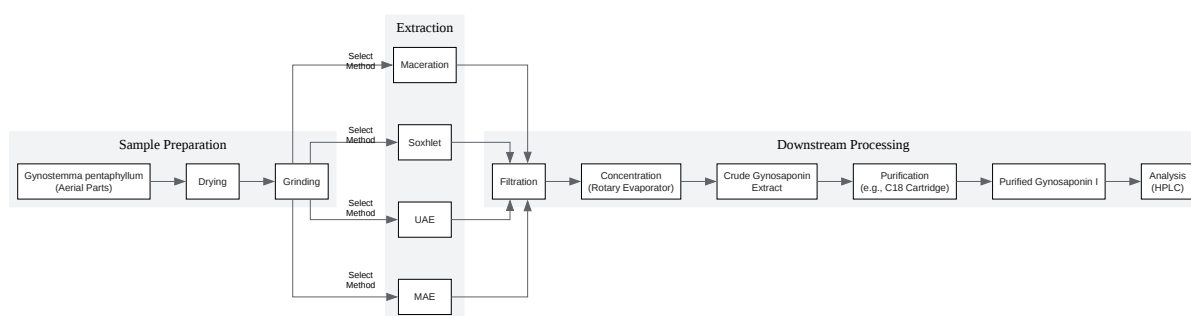 Extraction
Select
Method
Maceration
Sample Preparation
Select
Method
Soxhlet
Downstream Processing
Gynostemma pentaphyllum
(Aerial Parts)
Drying
Grinding
Filtration
Concentration
(Rotary Evaporator)
Crude Gynosaponin
Extract
Purification
(e.g., C18 Cartridge)
Purified Gynosaponin I
Analysis
(HPLC)
Select
Method
UAE
Select
Method
MAE